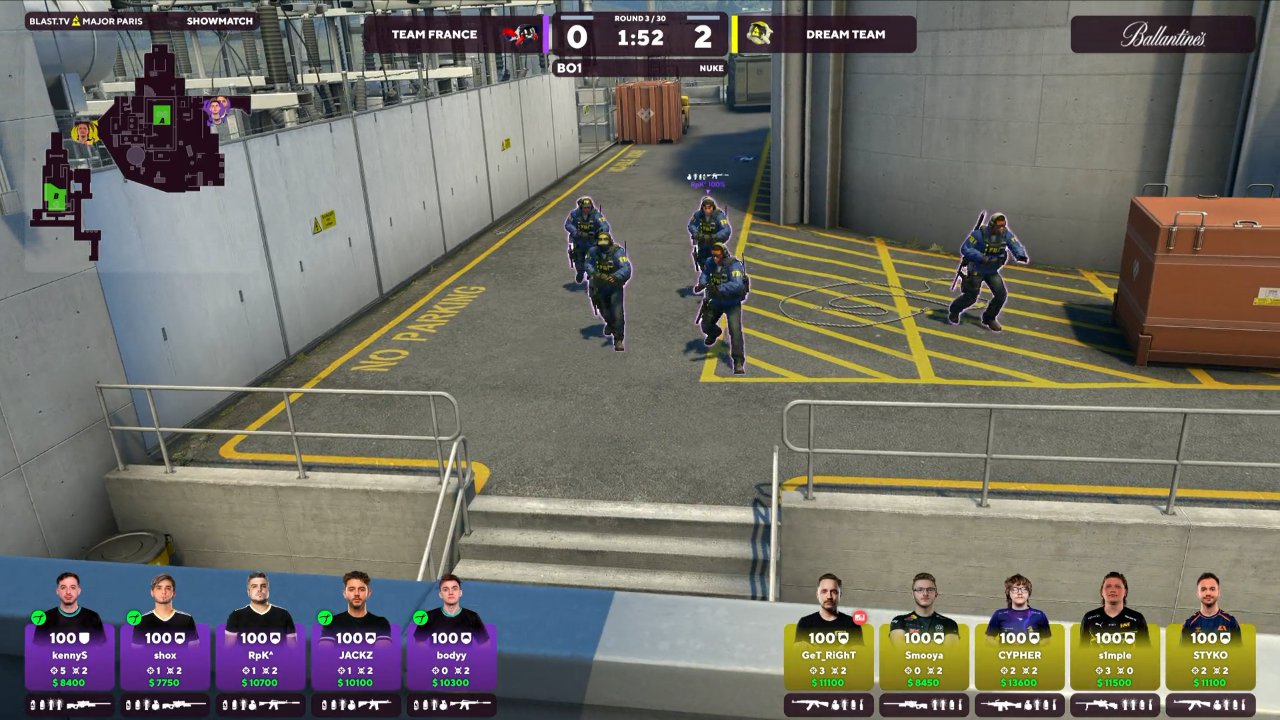 BLAST.TV MAJOR PARIS SHOWMATCH
TEAM FRANCE 0 ROUND 3 / 30 1:52 2 DREAM TEAM
BO1 NUKE
Ballantine's
RpK^ 100%
NO PARKING
100 100 100 100 100 100 100 100 100 100
kennyS shox RpK^ JACKZ bodyy GeT_RiGhT Smooya CYPHER s1mple STYKO
5 2 1 2 1 2 1 2 0 2 3 2 0 2 2 2 3 0 2 2
$8400 $7750 $10700 $10100 $10300 $11100 $8450 $13600 $11500 $11100